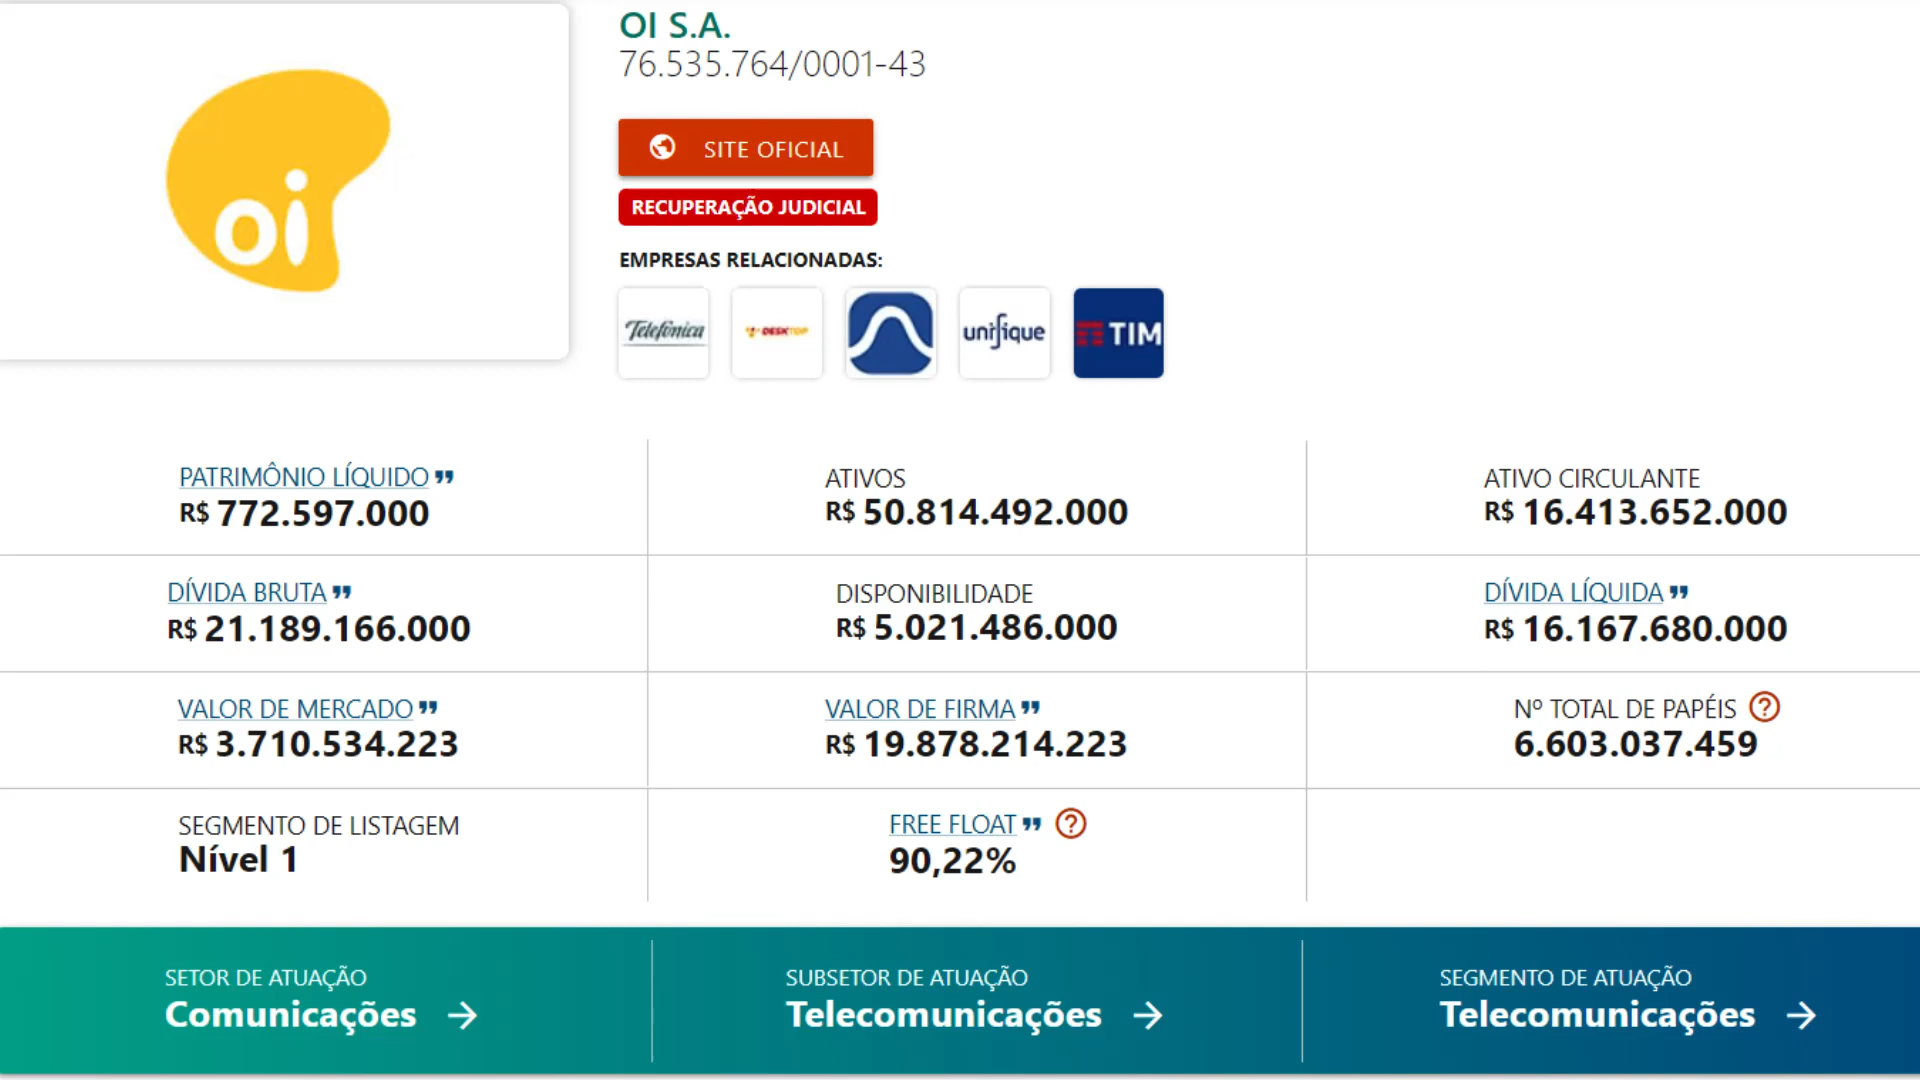 oi
OI S.A.
76.535.764/0001-43
SITE OFICIAL
RECUPERAÇÃO JUDICIAL
EMPRESAS RELACIONADAS:
Telefónica
DESKTOP
unifique
TIM
PATRIMÔNIO LÍQUIDO
R$ 772.597.000
ATIVOS
R$ 50.814.492.000
ATIVO CIRCULANTE
R$ 16.413.652.000
DÍVIDA BRUTA
R$ 21.189.166.000
DISPONIBILIDADE
R$ 5.021.486.000
DÍVIDA LÍQUIDA
R$ 16.167.680.000
VALOR DE MERCADO
R$ 3.710.534.223
VALOR DE FIRMA
R$ 19.878.214.223
Nº TOTAL DE PAPÉIS ?
6.603.037.459
SEGMENTO DE LISTAGEM
Nível 1
FREE FLOAT ?
90,22%
SETOR DE ATUAÇÃO
Comunicações →
SUBSETOR DE ATUAÇÃO
Telecomunicações →
SEGMENTO DE ATUAÇÃO
Telecomunicações →